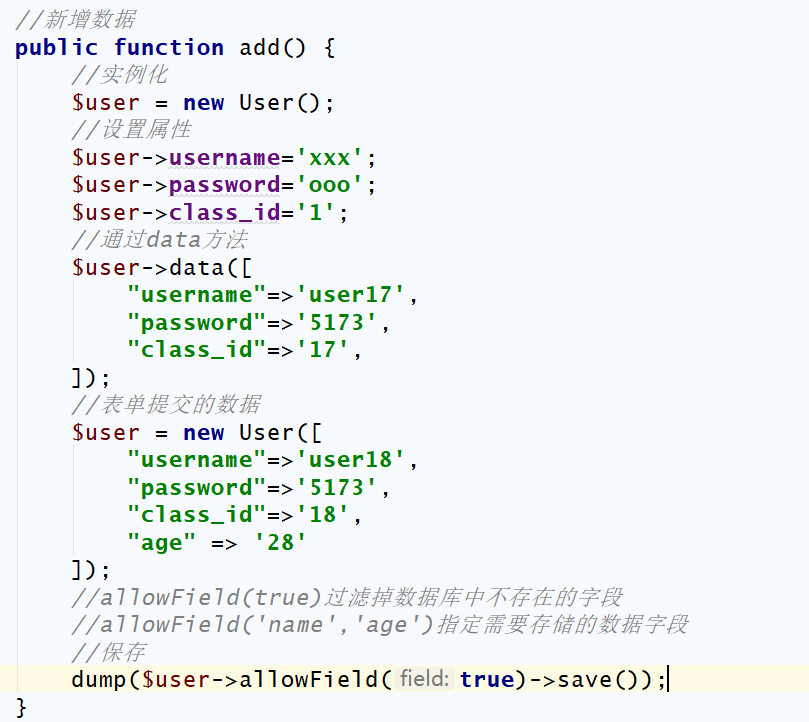 //新增数据
public function add() {
    //实例化
    $user = new User();
    //设置属性
    $user->username='xxx';
    $user->password='ooo';
    $user->class_id='1';
    //通过data方法
    $user->data([
        "username"=>'user17',
        "password"=>'5173',
        "class_id"=>'17',
    ]);
    //表单提交的数据
    $user = new User([
        "username"=>'user18',
        "password"=>'5173',
        "class_id"=>'18',
        "age" => '28'
    ]);
    //allowField(true)过滤掉数据库中不存在的字段
    //allowField('name','age')指定需要存储的数据字段
    //保存
    dump($user->allowField( field: true)->save());
}